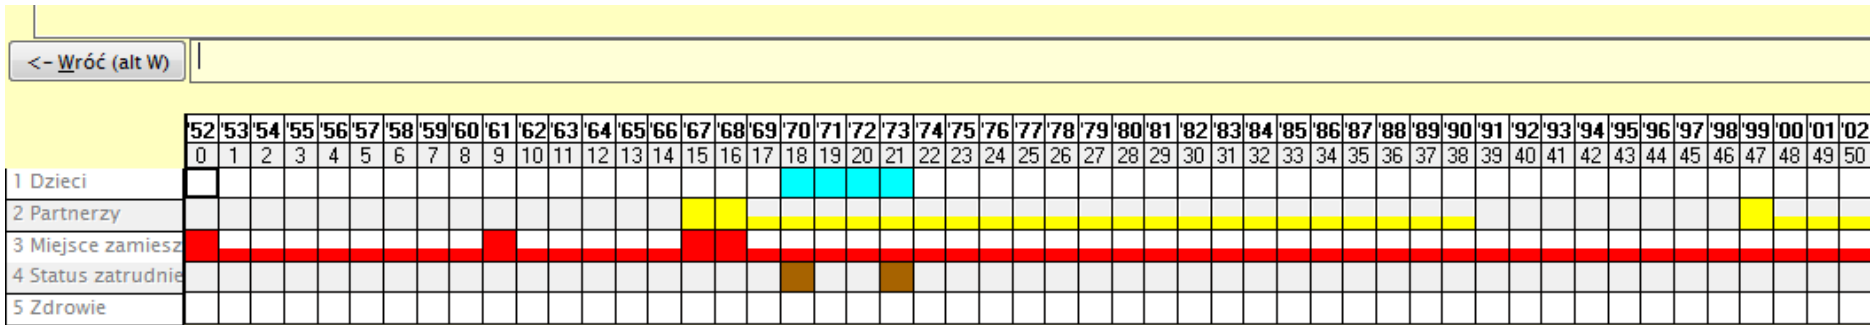 <- Wróć (alt W)
'52 '53 '54 '55 '56 '57 '58 '59 '60 '61 '62 '63 '64 '65 '66 '67 '68 '69 '70 '71 '72 '73 '74 '75 '76 '77 '78 '79 '80 '81 '82 '83 '84 '85 '86 '87 '88 '89 '90 '91 '92 '93 '94 '95 '96 '97 '98 '99 '00 '01 '02
0 1 2 3 4 5 6 7 8 9 10 11 12 13 14 15 16 17 18 19 20 21 22 23 24 25 26 27 28 29 30 31 32 33 34 35 36 37 38 39 40 41 42 43 44 45 46 47 48 49 50
1 Dzieci
2 Partnerzy
3 Miejsce zamiesz
4 Status zatrudnie
5 Zdrowie